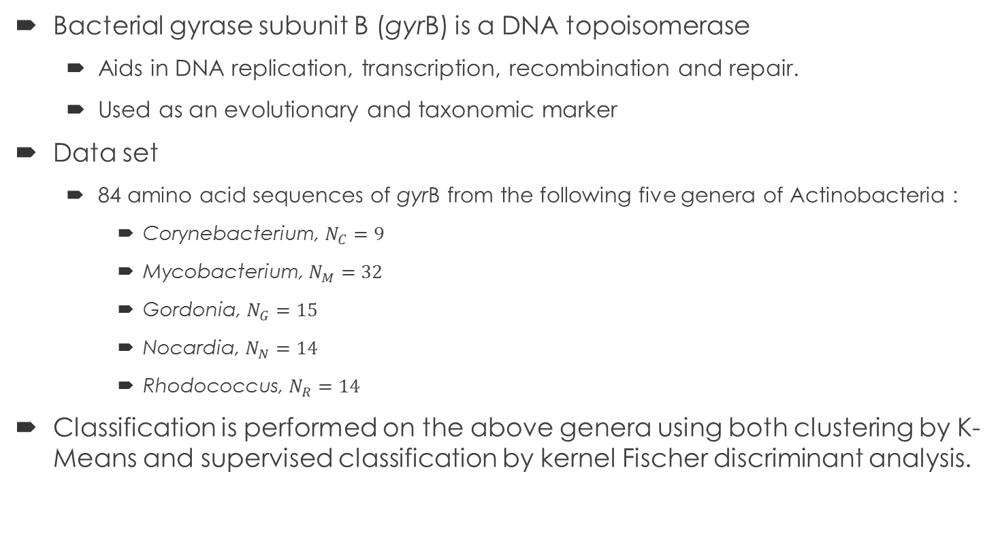 Bacterial gyrase subunit B (gyrB) is a DNA topoisomerase
Aids in DNA replication, transcription, recombination and repair.
Used as an evolutionary and taxonomic marker
Data set
84 amino acid sequences of gyrB from the following five genera of Actinobacteria :
Corynebacterium, N_C = 9
Mycobacterium, N_M = 32
Gordonia, N_G = 15
Nocardia, N_N = 14
Rhodococcus, N_R = 14
Classification is performed on the above genera using both clustering by K-
Means and supervised classification by kernel Fischer discriminant analysis.